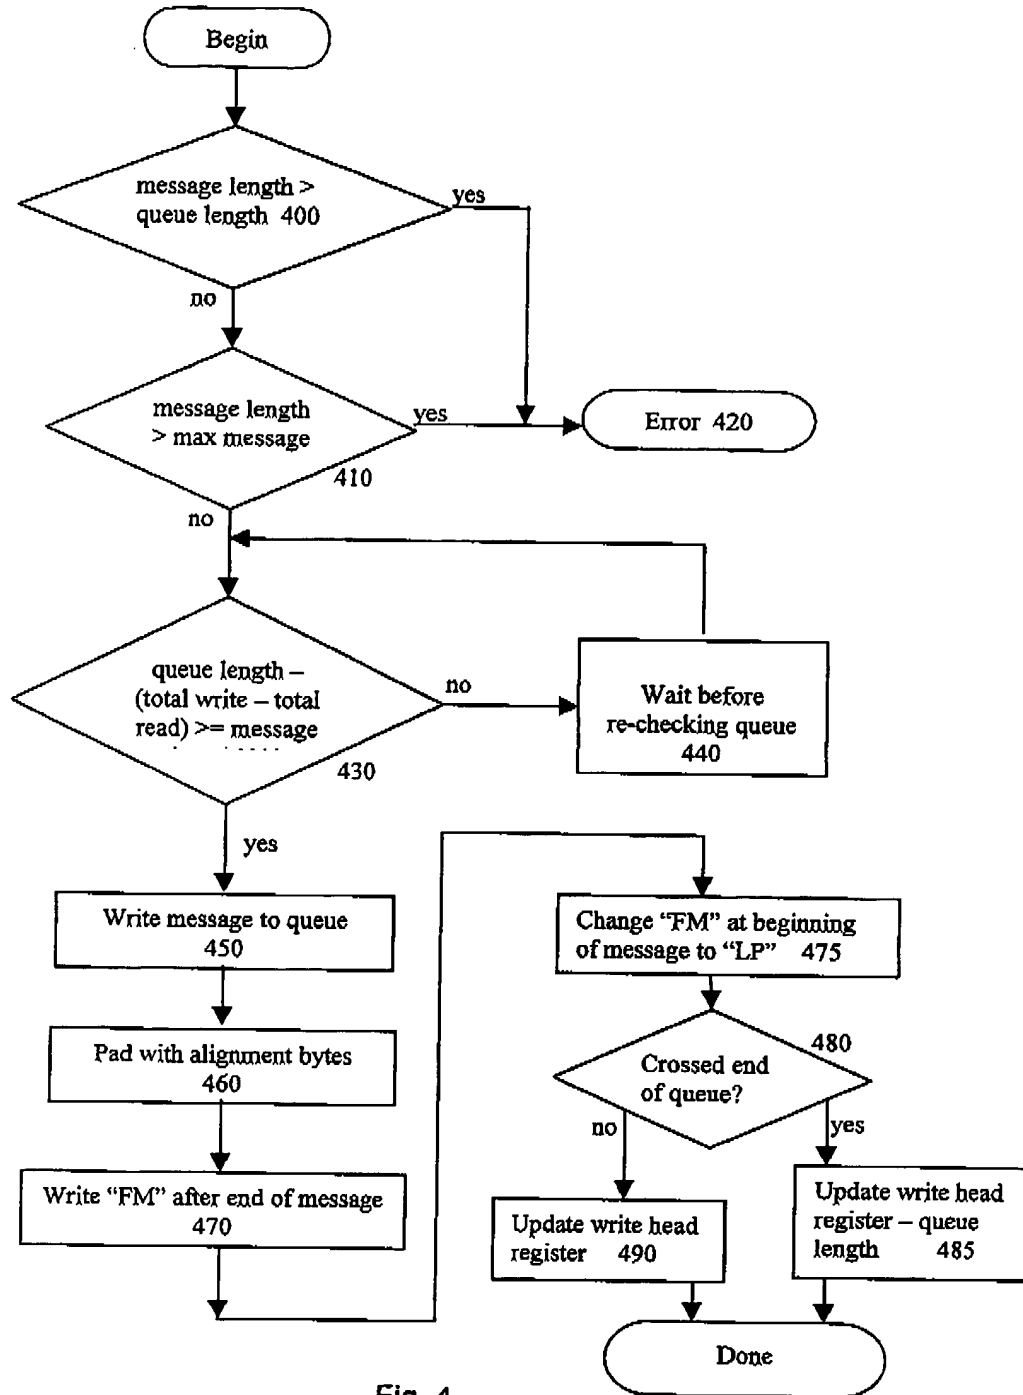 Begin
message length >
queue length 400
yes
no
message length
> max message
410
yes
Error 420
no
queue length –
(total write – total
read) >= message
430
no
Wait before
re-checking queue
440
yes
Write message to queue
450
Pad with alignment bytes
460
Write “FM” after end of message
470
Change “FM” at beginning
of message to “LP” 475
Crossed end
of queue?
480
no
yes
Update write head
register 490
Update write head
register – queue
length 485
Done
Fig. 4